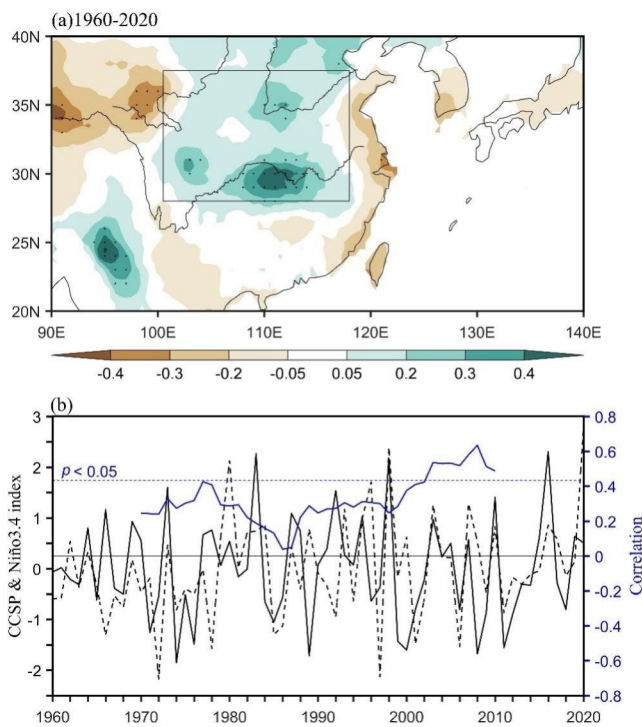 (a)1960-2020
40N
35N
30N
25N
20N
90E 100E 110E 120E 130E 140E
-0.4 -0.3 -0.2 -0.05 0.05 0.2 0.3 0.4
(b)
3 0.8
0.6
2
p < 0.05
0.4
1
0.2
0 0
-0.2
-1
-0.4
-2
-0.6
-0.8
CCSP & Niño3.4 index
Correlation
1960 1970 1980 1990 2000 2010 2020